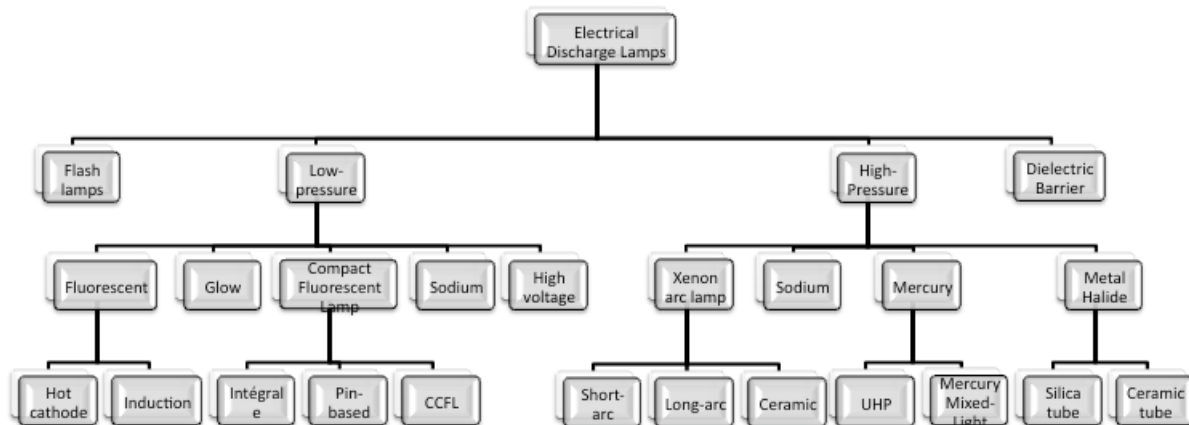 Electrical
Discharge Lamps
Flash
lamps
Low-
pressure
High-
Pressure
Dielectric
Barrier
Fluorescent
Glow
Compact
Fluorescent
Lamp
Sodium
High
voltage
Xenon
arc lamp
Sodium
Mercury
Metal
Halide
Hot
cathode
Induction
Intégral
e
Pin-
based
CCFL
Short-
arc
Long-arc
Ceramic
UHP
Mercury
Mixed-
Light
Silica
tube
Ceramic
tube